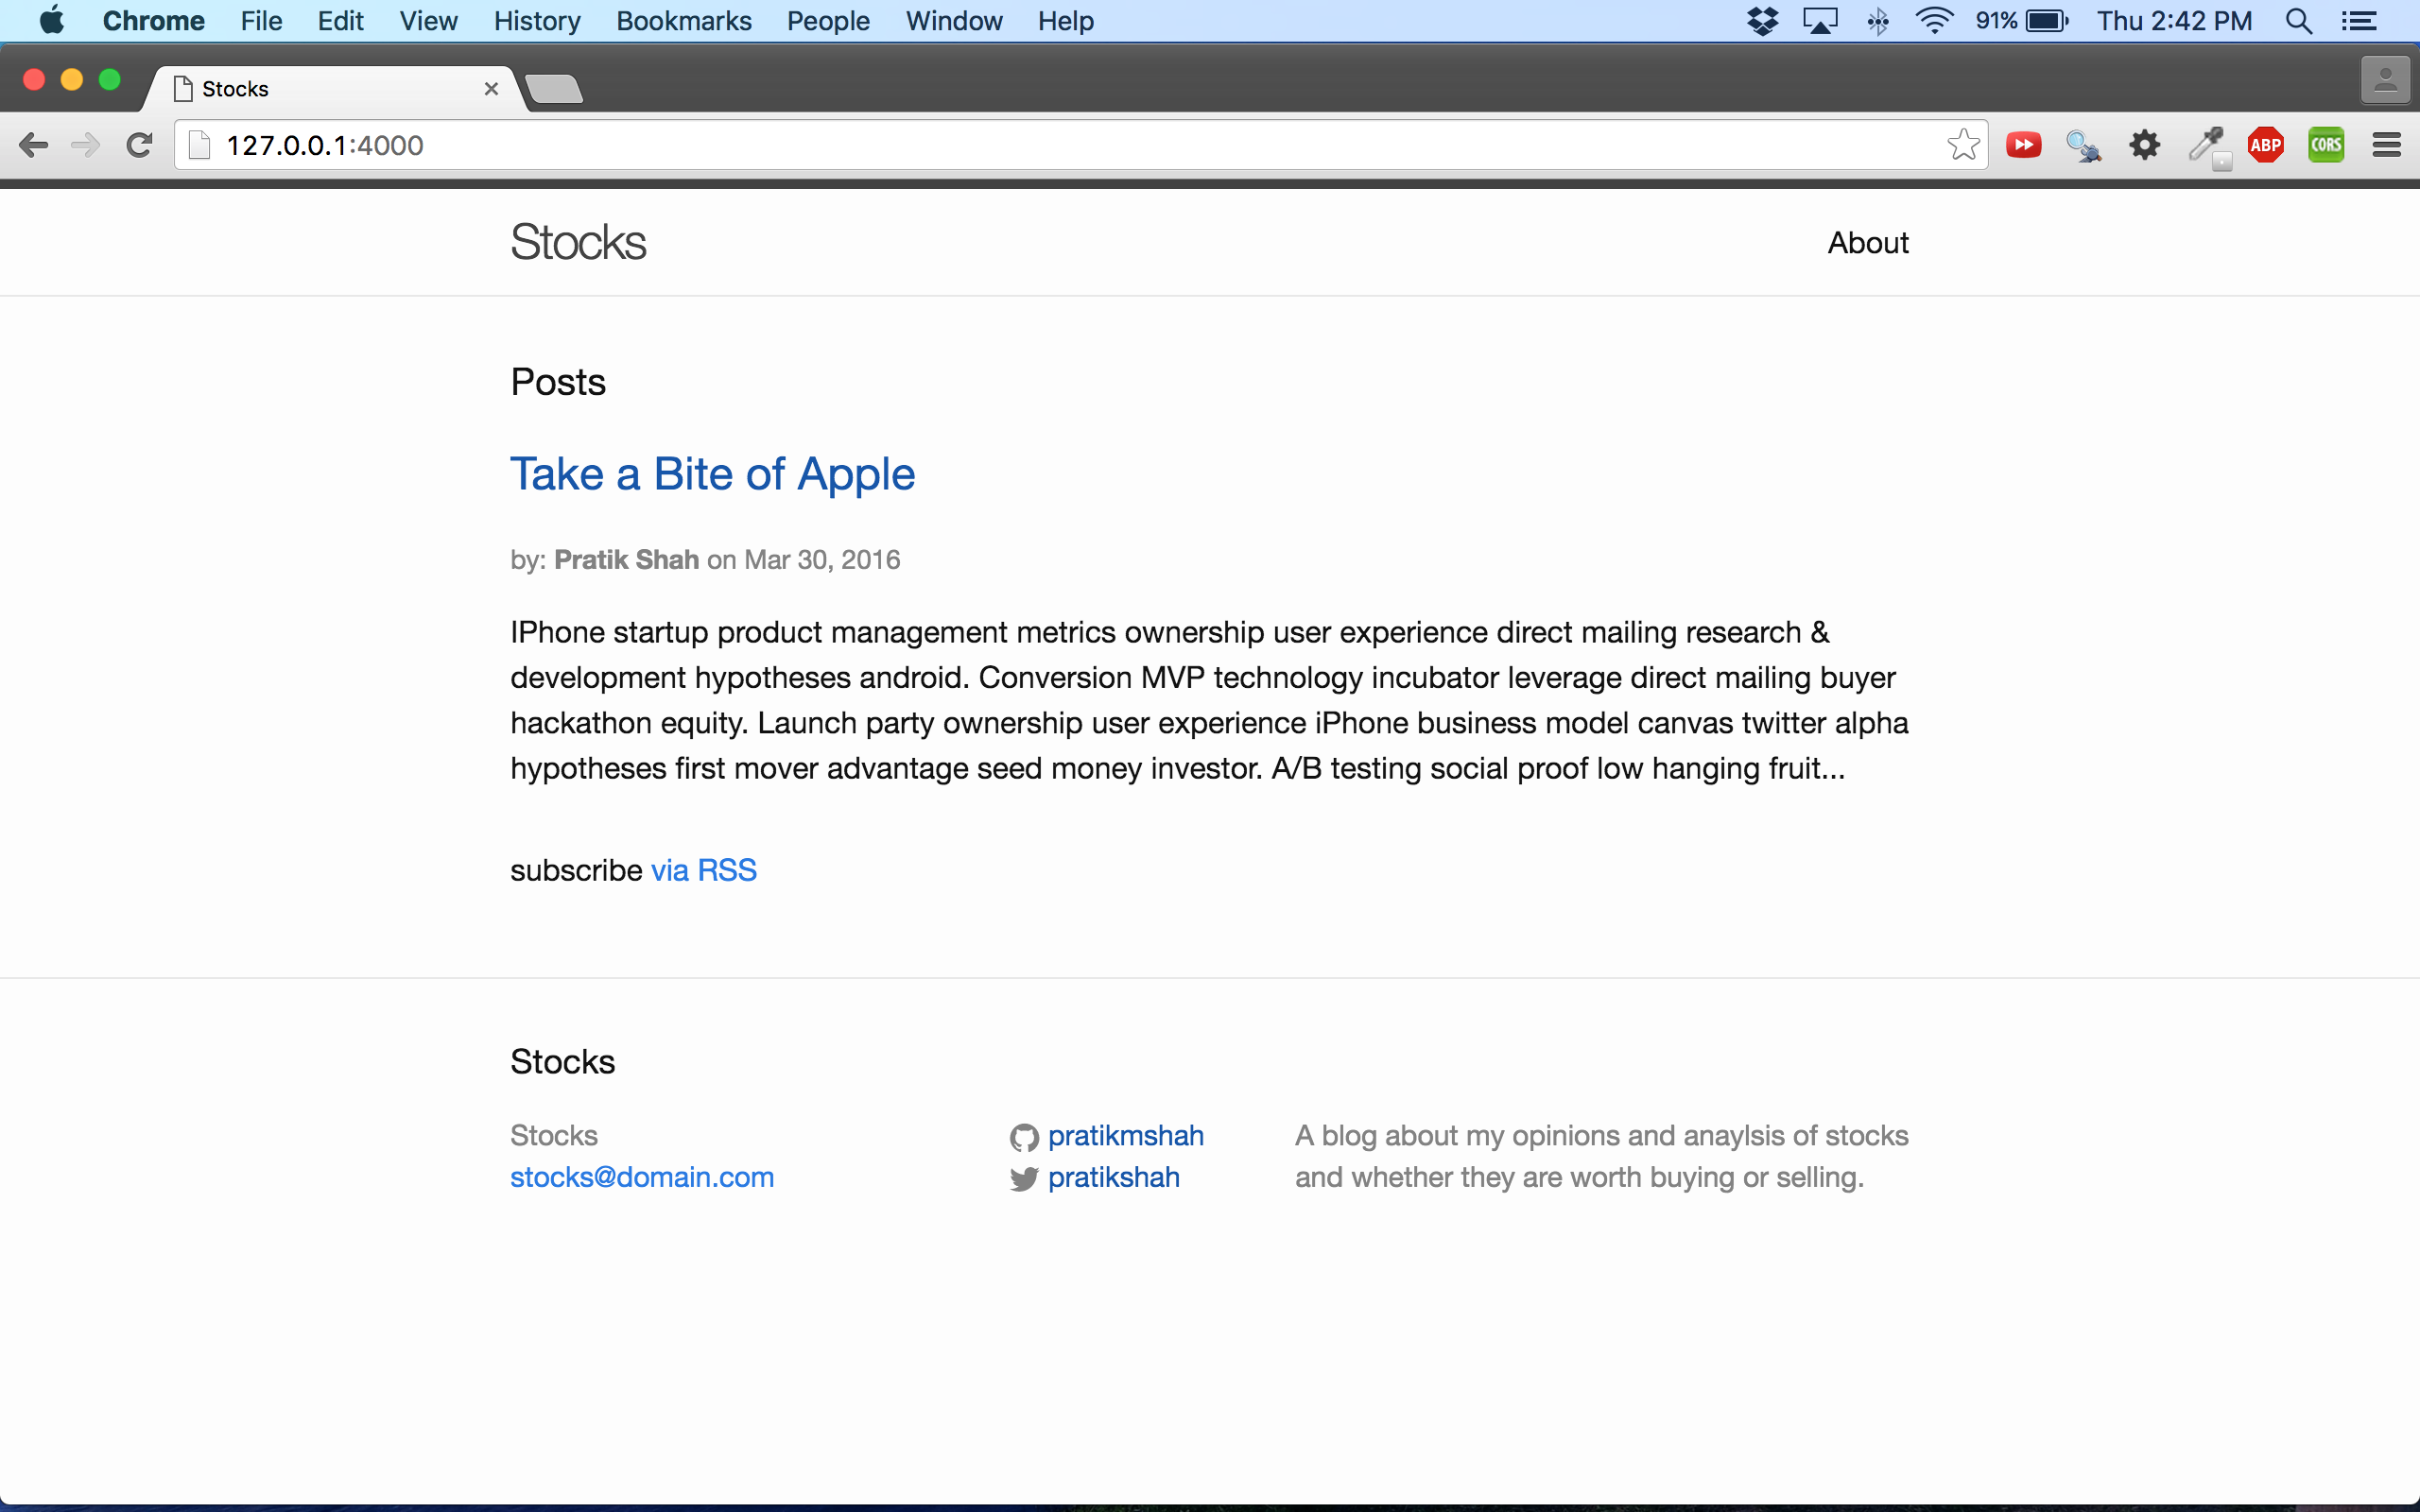 Chrome File Edit View History Bookmarks People Window Help 91% Thu 2:42 PM
Stocks
127.0.0.1:4000 ABP CORS
Stocks About
Posts
Take a Bite of Apple
by: Pratik Shah on Mar 30, 2016
IPhone startup product management metrics ownership user experience direct mailing research &
development hypotheses android. Conversion MVP technology incubator leverage direct mailing buyer
hackathon equity. Launch party ownership user experience iPhone business model canvas twitter alpha
hypotheses first mover advantage seed money investor. A/B testing social proof low hanging fruit...
subscribe via RSS
Stocks
Stocks
stocks@domain.com
pratikmshah
pratikshah
A blog about my opinions and anaylsis of stocks
and whether they are worth buying or selling.